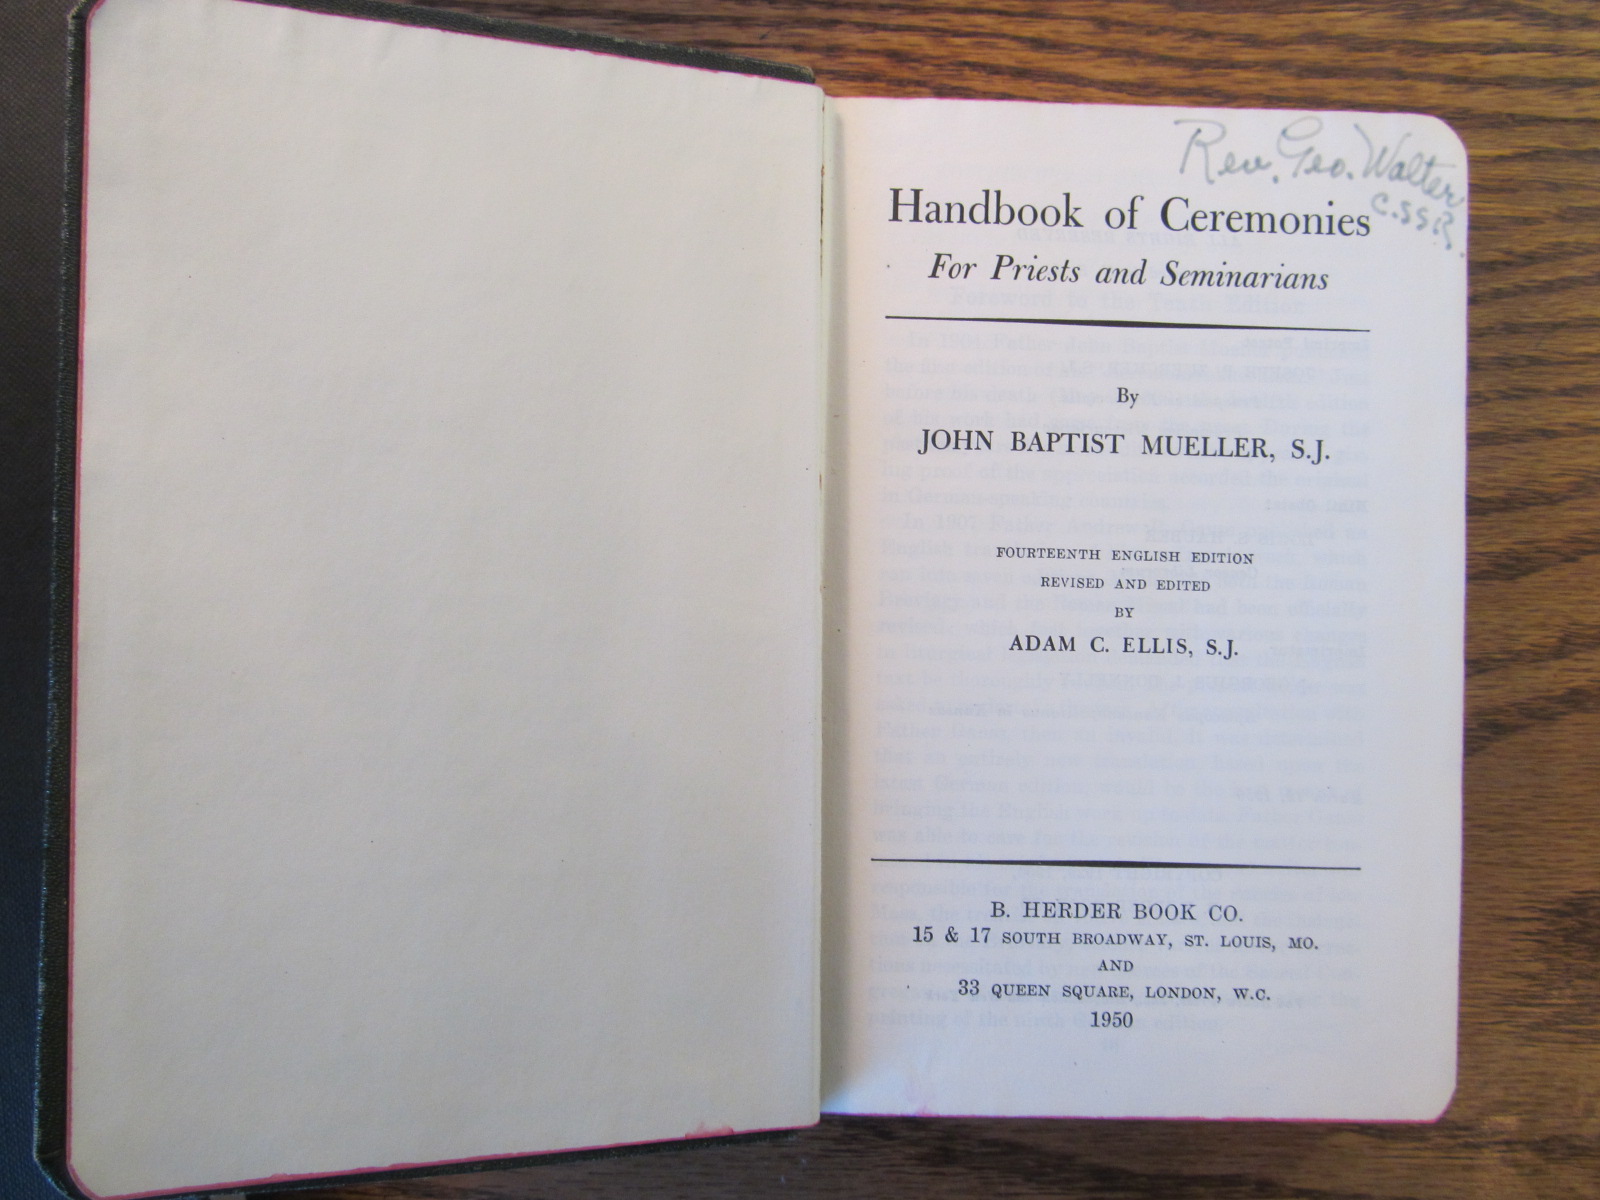 Rev. Geo. Walter
C.SS.R.
Handbook of Ceremonies
For Priests and Seminarians
By
JOHN BAPTIST MUELLER, S.J.
FOURTEENTH ENGLISH EDITION
REVISED AND EDITED
BY
ADAM C. ELLIS, S.J.
B. HERDER BOOK CO.
15 & 17 SOUTH BROADWAY, ST. LOUIS, MO.
AND
33 QUEEN SQUARE, LONDON, W.C.
1950